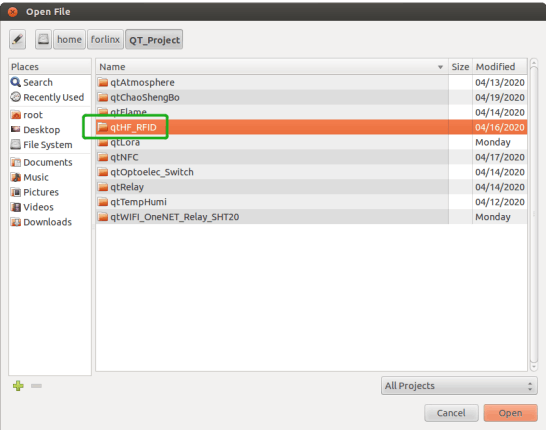 Open File
home forlinx QT_Project
Places Name Size Modified
Search qtAtmosphere 04/13/2020
Recently Used qtChaoShengBo 04/19/2020
root qtFlame 04/14/2020
Desktop qtHF_RFID 04/16/2020
File System qtLora Monday
Documents qtNFC 04/17/2020
Music qtOptoelec_Switch 04/14/2020
Pictures qtRelay 04/14/2020
Videos qtTempHumi 04/12/2020
Downloads qtWIFI_OneNET_Relay_SHT20 Monday
All Projects
Cancel Open